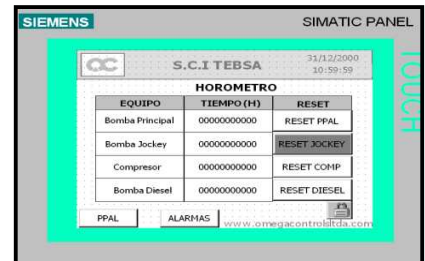 SIEMENS
SIMATIC PANEL
TOUCH
S.C.I TEBSA
31/12/2000
10:59:59
HOROMETRO
EQUIPO TIEMPO (H) RESET
Bomba Principal 00000000000 RESET PPAL
Bomba Jockey 00000000000 RESET JOCKEY
Compresor 00000000000 RESET COMP
Bomba Diesel 00000000000 RESET DIESEL
PPAL ALARMAS
www.omegacontrolsltda.com